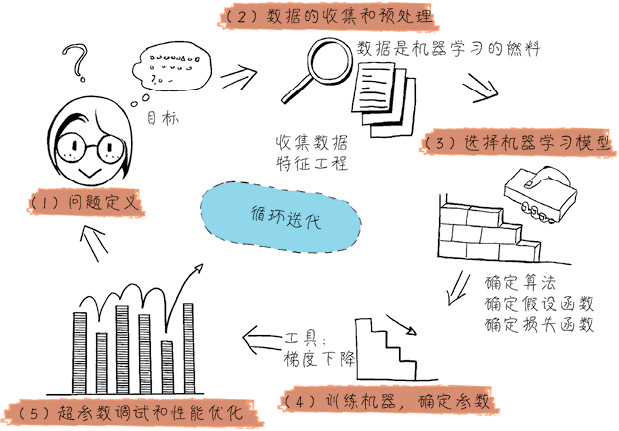 (2)数据的收集和预处理
数据是机器学习的燃料
?
目标
收集数据
特征工程
(3)选择机器学习模型
(1)问题定义
循环迭代
确定算法
确定假设函数
确定损失函数
工具:
梯度下降
(4)训练机器,确定参数
(5)超参数调试和性能优化